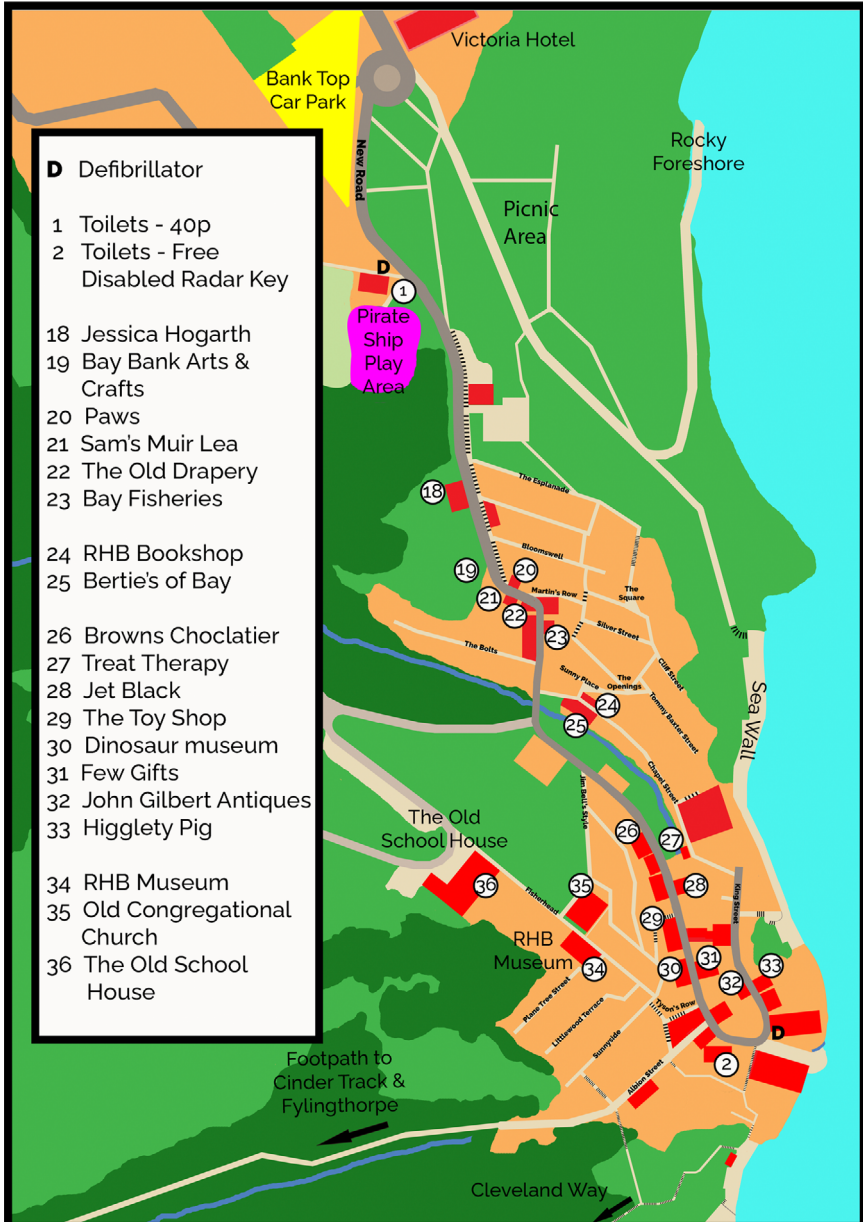 Victoria Hotel
Bank Top
Car Park
Rocky
Foreshore
New Road
Picnic
Area
D
1
Pirate
Ship
Play
Area
D Defibrillator
1 Toilets - 40p
2 Toilets - Free
Disabled Radar Key
18 Jessica Hogarth
19 Bay Bank Arts &
Crafts
20 Paws
21 Sam's Muir Lea
22 The Old Drapery
23 Bay Fisheries
24 RHB Bookshop
25 Bertie's of Bay
26 Browns Choclatier
27 Treat Therapy
28 Jet Black
29 The Toy Shop
30 Dinosaur museum
31 Few Gifts
32 John Gilbert Antiques
33 Higglety Pig
34 RHB Museum
35 Old Congregational
Church
36 The Old School
House
The Esplanade
18
Bloomswell
19
20
Martin's Row
The
Square
21
22
23
Silver Street
The Bolts
Cliff Street
Sunny Place
The
Openings
24
25
Tommy Baxter Street
Sea Wall
Chapel Street
Jim Bell's Style
The Old
School House
26
27
36
Fisherhead
35
28
King Street
29
RHB
Museum
34
30
31
32
33
Plane Tree Street
Littlewood Terrace
Sunnyside
Tyson's Row
D
2
Albion Street
Footpath to
Cinder Track &
Fylingthorpe
Cleveland Way